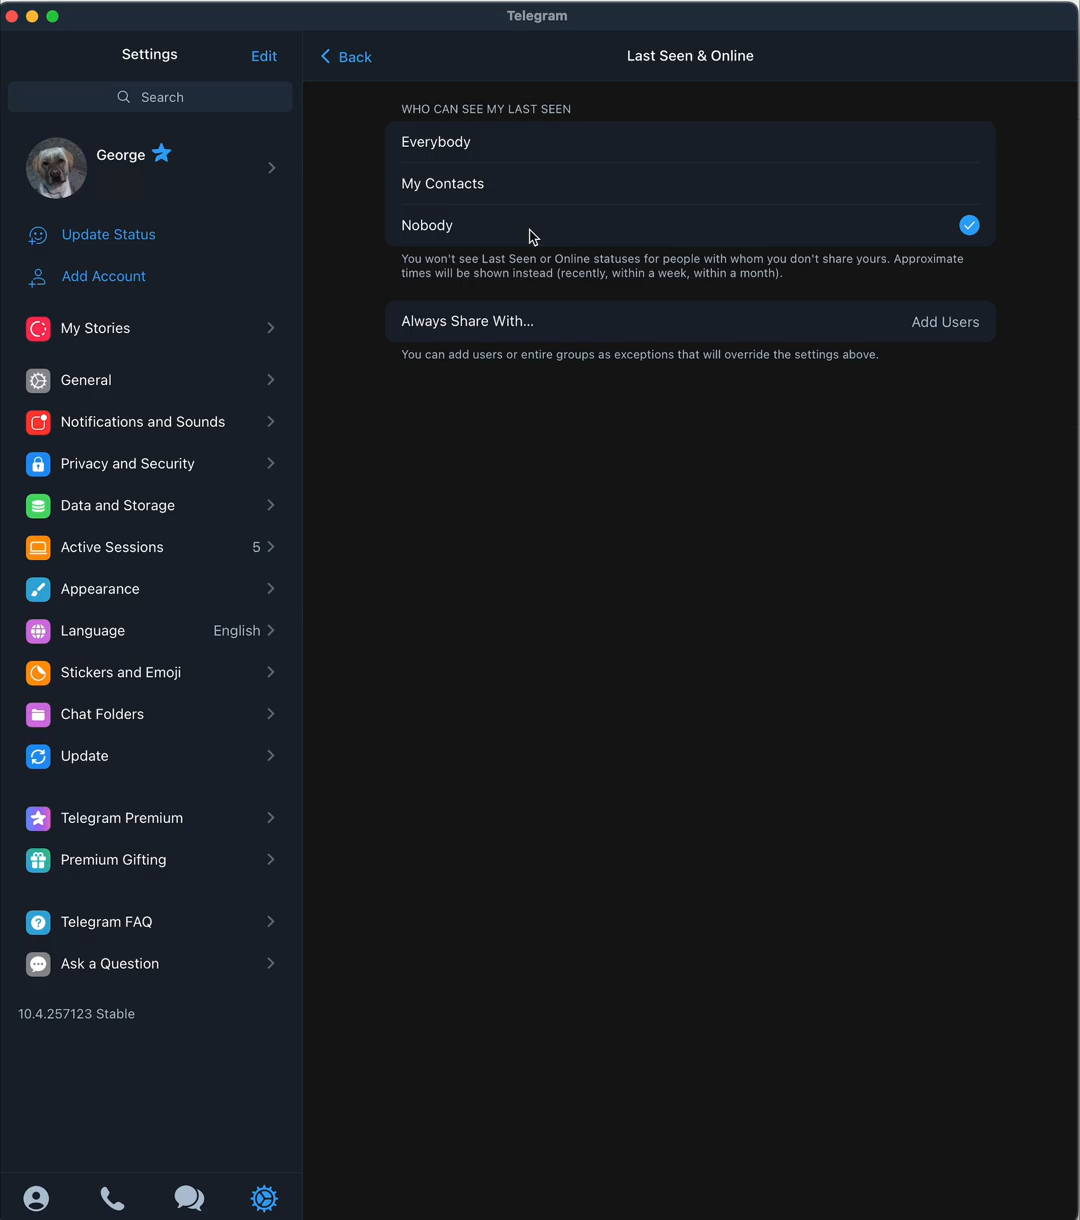 Telegram
Settings
Edit
Search
George
Update Status
Add Account
My Stories
General
Notifications and Sounds
Privacy and Security
Data and Storage
Active Sessions 5
Appearance
Language English
Stickers and Emoji
Chat Folders
Update
Telegram Premium
Premium Gifting
Telegram FAQ
Ask a Question
10.4.257123 Stable
Back
Last Seen & Online
WHO CAN SEE MY LAST SEEN
Everybody
My Contacts
Nobody
You won't see Last Seen or Online statuses for people with whom you don't share yours. Approximate
times will be shown instead (recently, within a week, within a month).
Always Share With... Add Users
You can add users or entire groups as exceptions that will override the settings above.